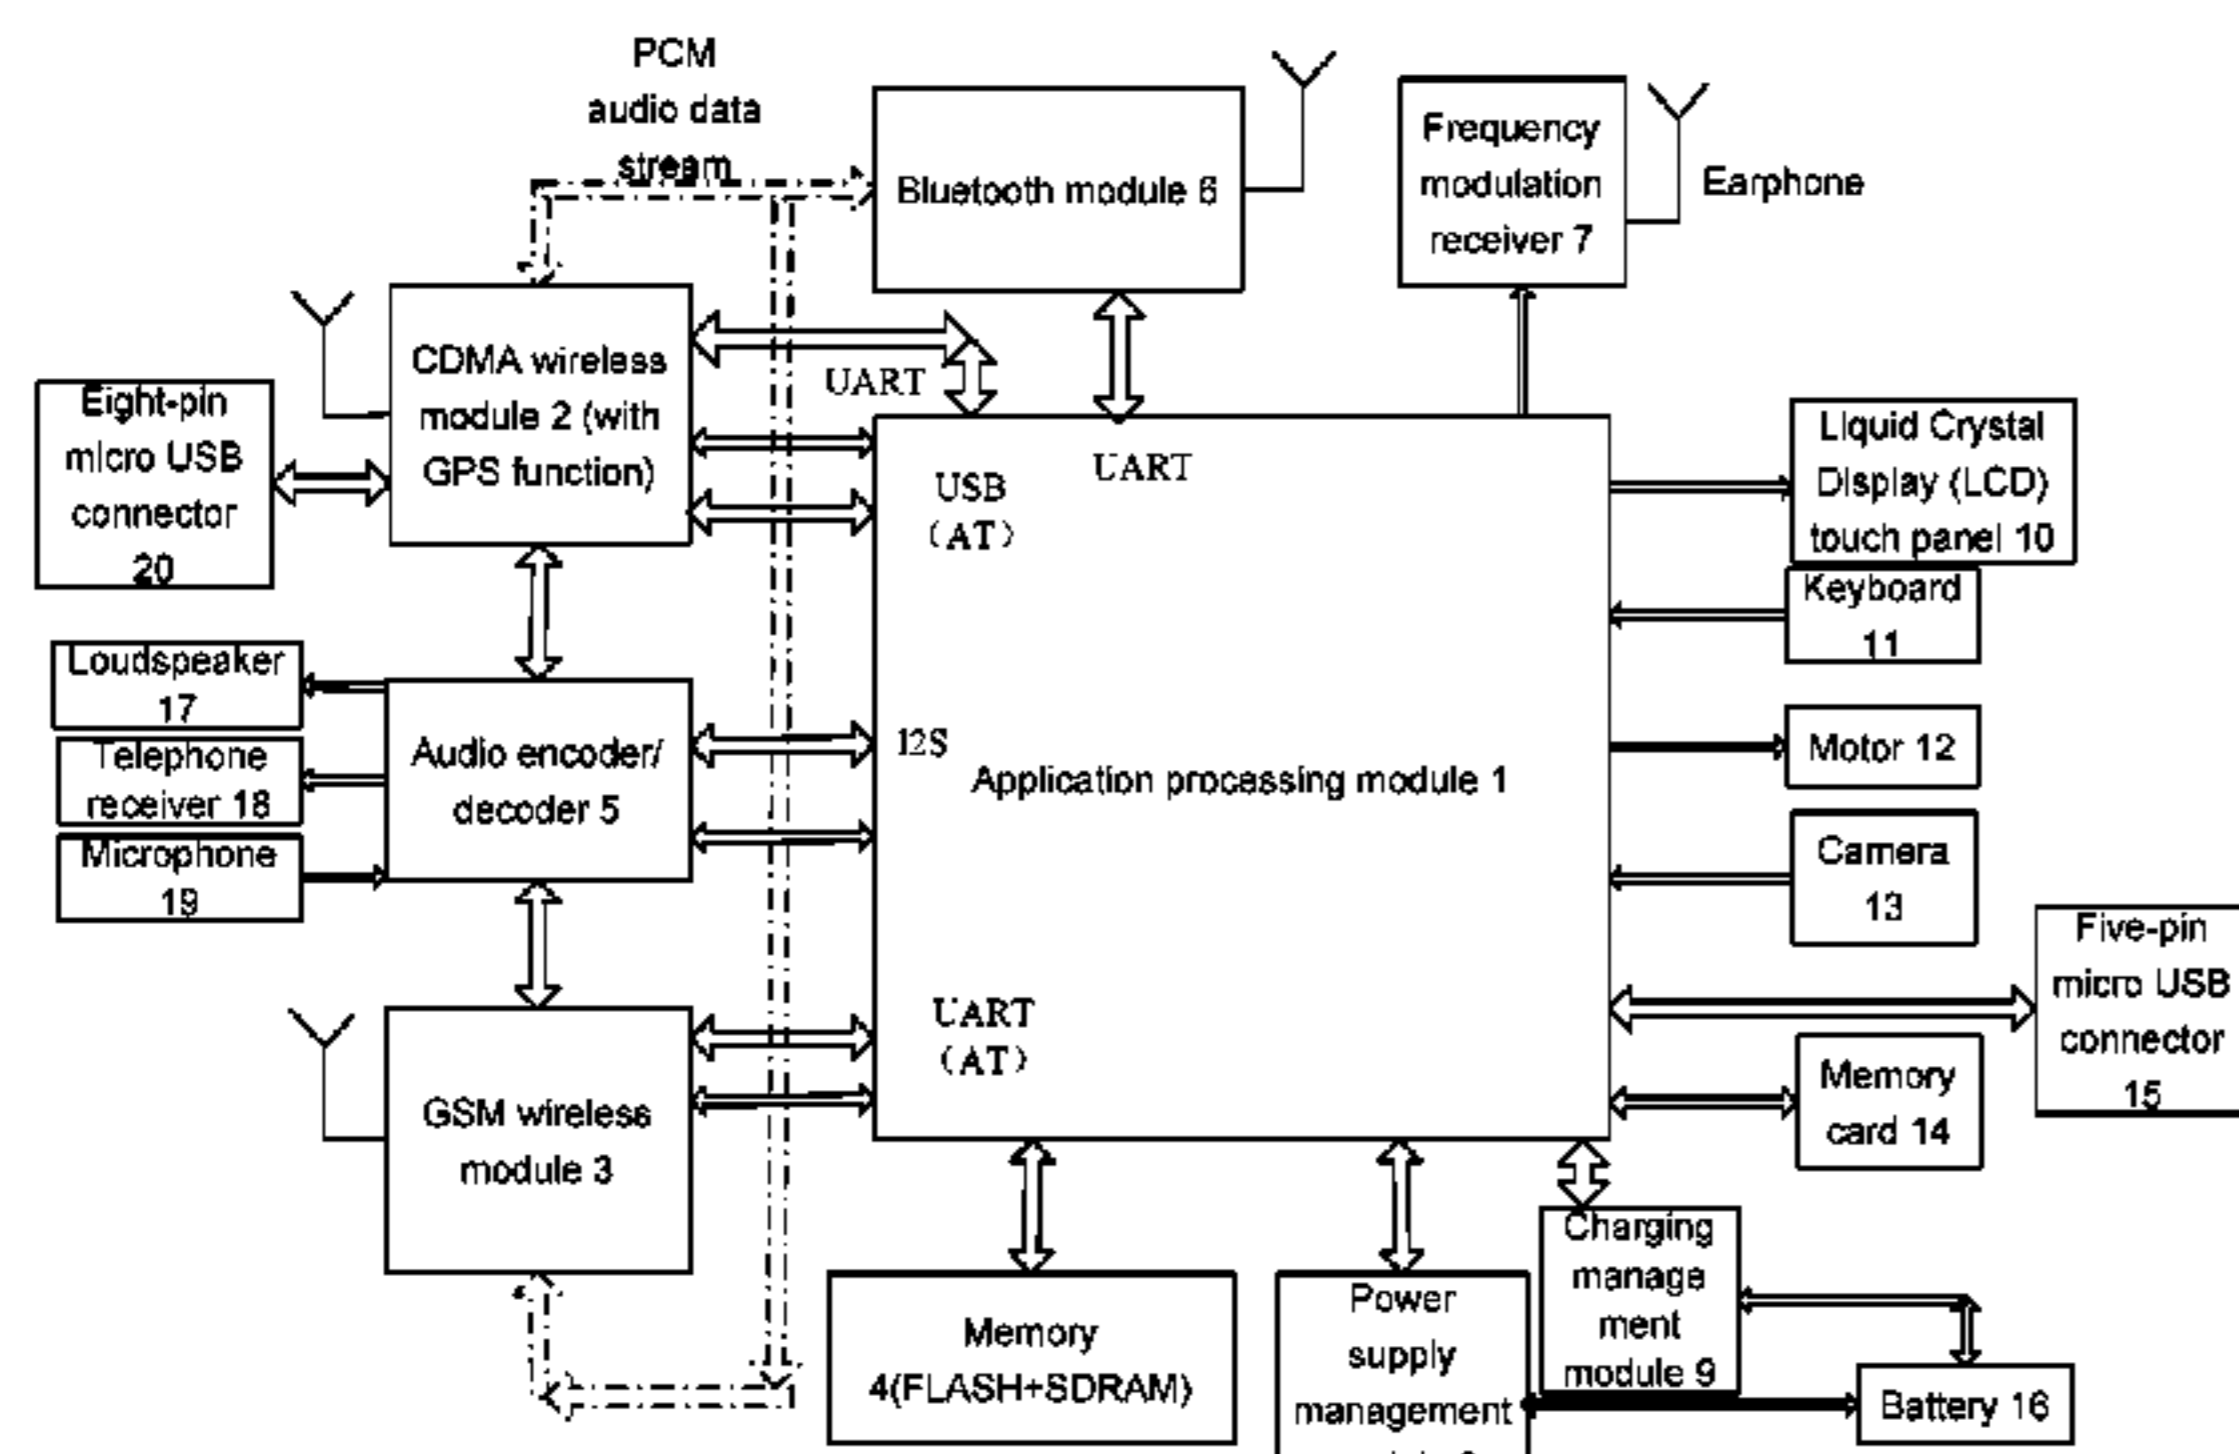 PCM
audio data
stream
Bluetooth module 6
Frequency
modulation
receiver 7
Earphone
CDMA wireless
module 2 (with
GPS function)
Eight-pin
micro USB
connector
20
UART
UART
USB
(AT)
Liquid Crystal
Display (LCD)
touch panel 10
Keyboard
11
Loudspeaker
17
Telephone
receiver 18
Microphone
19
Audio encoder/
decoder 5
I2S
Application processing module 1
Motor 12
Camera
13
Five-pin
micro USB
connector
15
UART
(AT)
Memory
card 14
GSM wireless
module 3
Memory
4(FLASH+SDRAM)
Power
supply
management
Charging
manage
ment
module 9
Battery 16